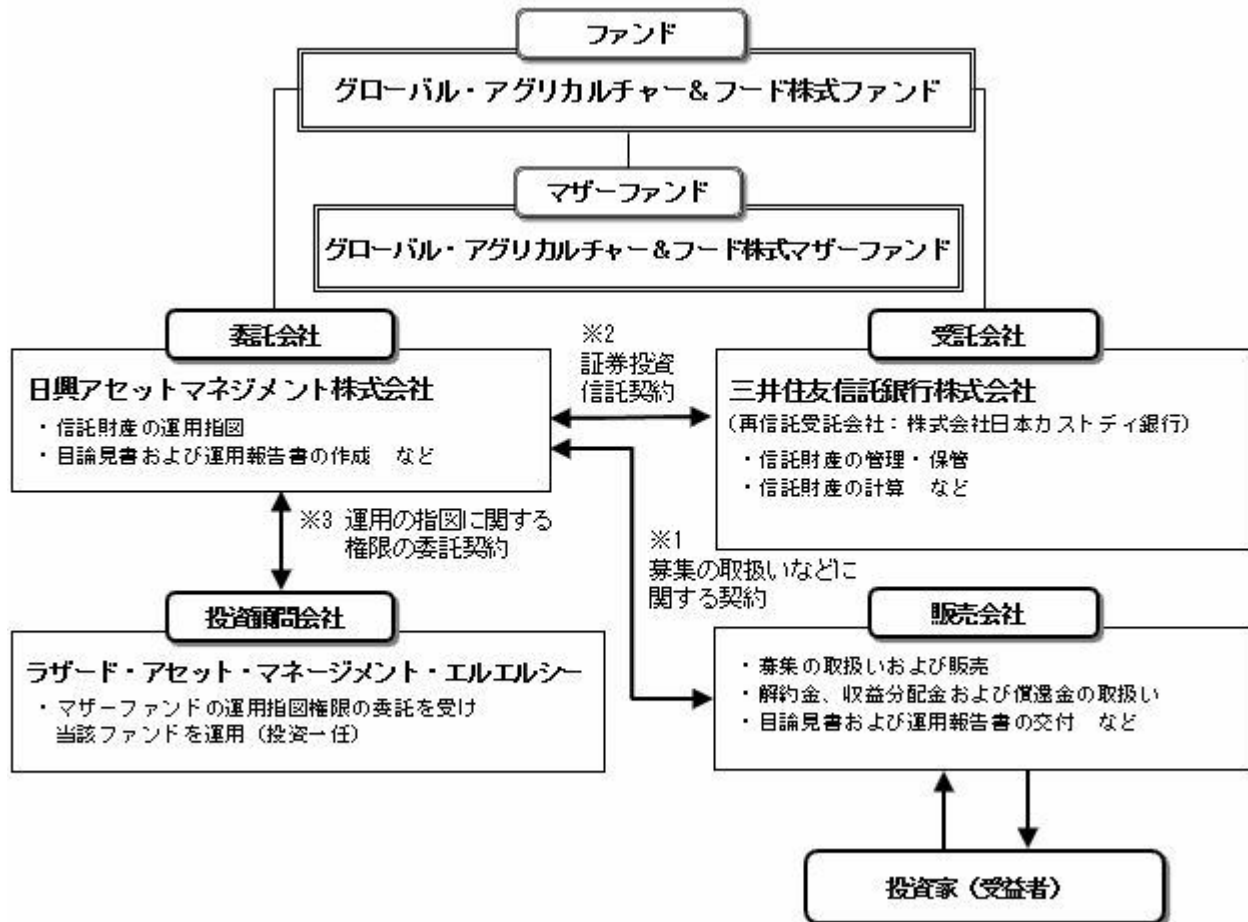 ファンド
グローバル・アグリカルチャー＆フード株式ファンド
マザーファンド
グローバル・アグリカルチャー＆フード株式マザーファンド
委託会社
日興アセットマネジメント株式会社
・信託財産の運用指図
・目論見書および運用報告書の作成　など
※2
証券投資
信託契約
受託会社
三井住友信託銀行株式会社
（再信託受託会社：株式会社日本カストディ銀行）
・信託財産の管理・保管
・信託財産の計算　など
※3 運用の指図に関する
権限の委託契約
※1
募集の取扱いなどに
関する契約
投資顧問会社
ラザード・アセット・マネージメント・エルエルシー
・マザーファンドの運用指図権限の委託を受け
当該ファンドを運用（投資一任）
販売会社
・募集の取扱いおよび販売
・解約金、収益分配金および償還金の取扱い
・目論見書および運用報告書の交付　など
投資家（受益者）